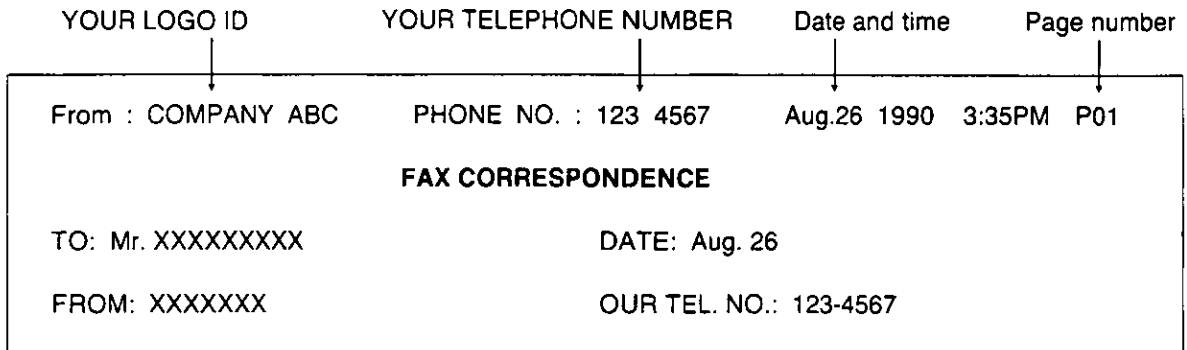 YOUR LOGO ID YOUR TELEPHONE NUMBER Date and time Page number
From : COMPANY ABC PHONE NO. : 123 4567 Aug.26 1990 3:35PM P01
FAX CORRESPONDENCE
TO: Mr. XXXXXXXXX DATE: Aug. 26
FROM: XXXXXXX OUR TEL. NO.: 123-4567